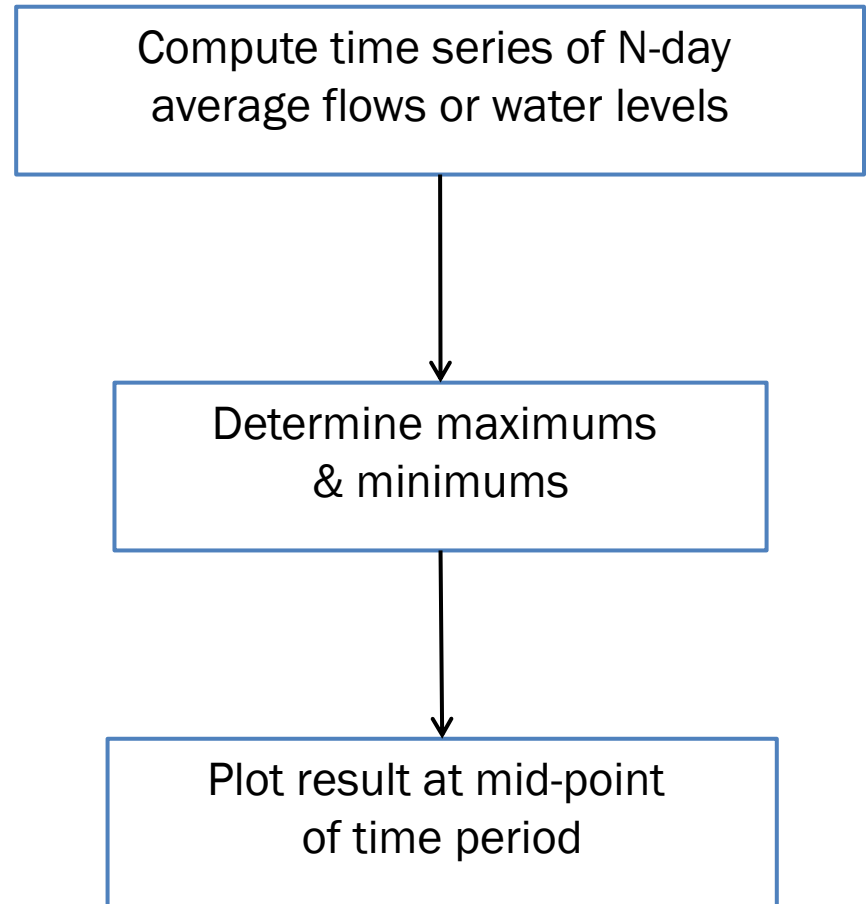 Compute time series of N-day
average flows or water levels
Determine maximums
& minimums
Plot result at mid-point
of time period